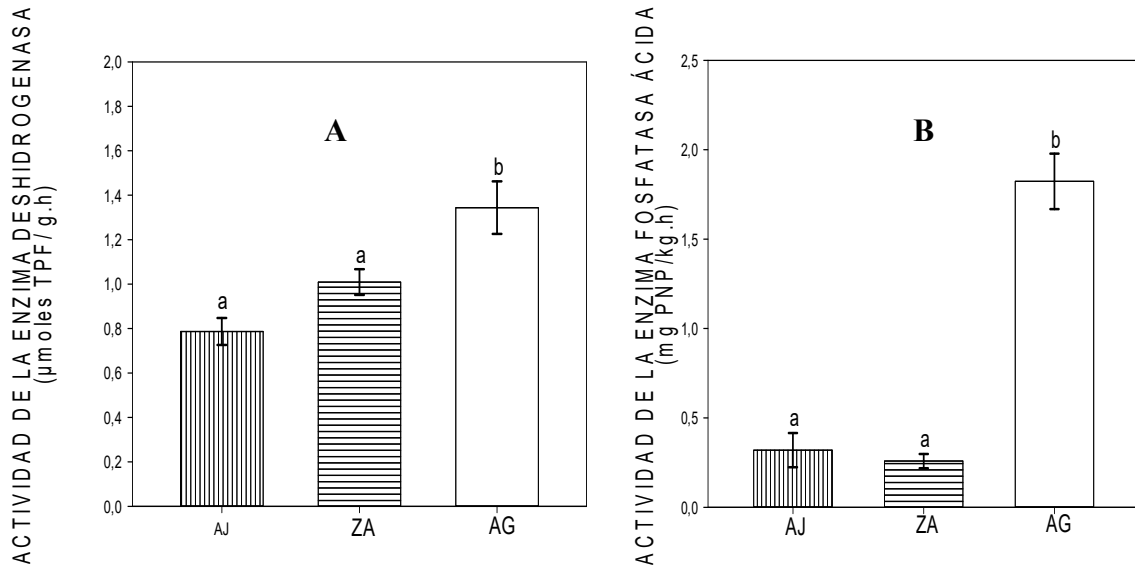 ACTIVIDAD DE LA ENZIMA DESHIDROGENASA
(µmoles TPF/g.h)
2,0
1,8
1,6
1,4
1,2
1,0
0,8
0,6
0,4
0,2
0,0
A
a
a
b
AJ
ZA
AG
ACTIVIDAD DE LA ENZIMA FOSFATASA ÁCIDA
(mg PNP/kg.h)
2,5
2,0
1,5
1,0
0,5
0,0
B
a
a
b
AJ
ZA
AG